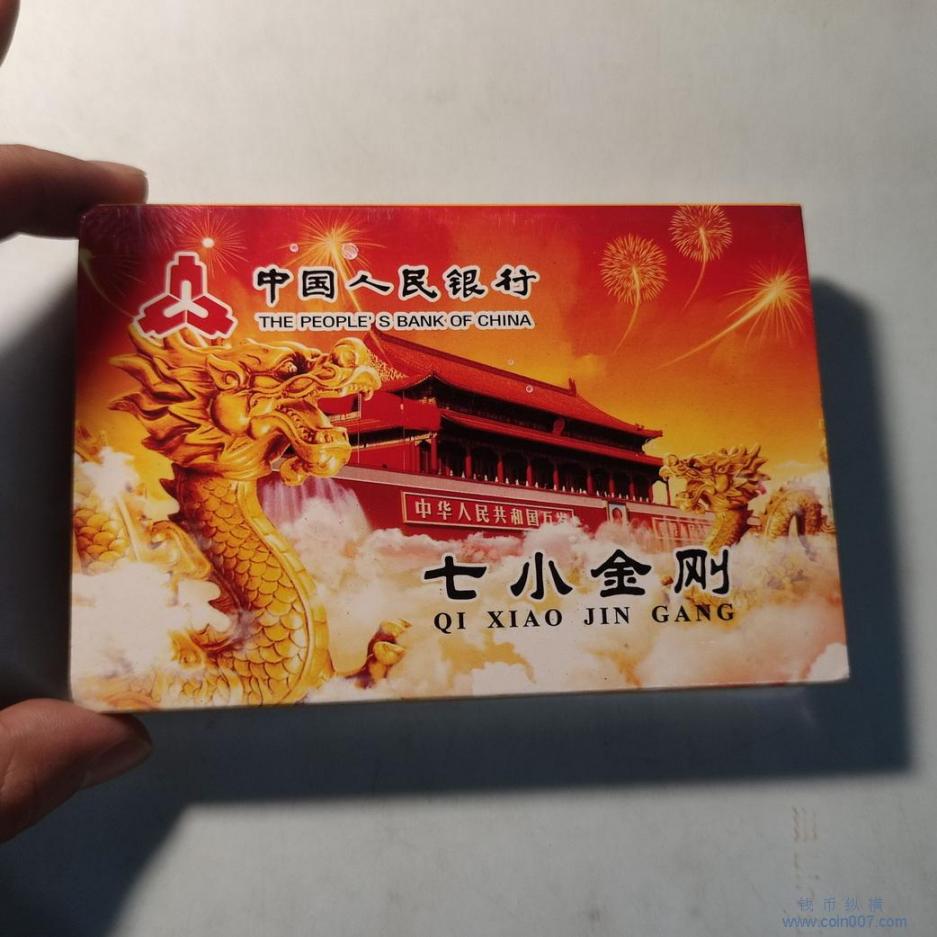 中国人民银行
THE PEOPLE' S BANK OF CHINA
中华人民共和国万岁
七小金刚
QI XIAO JIN GANG
钱币纵横
www.coin007.com